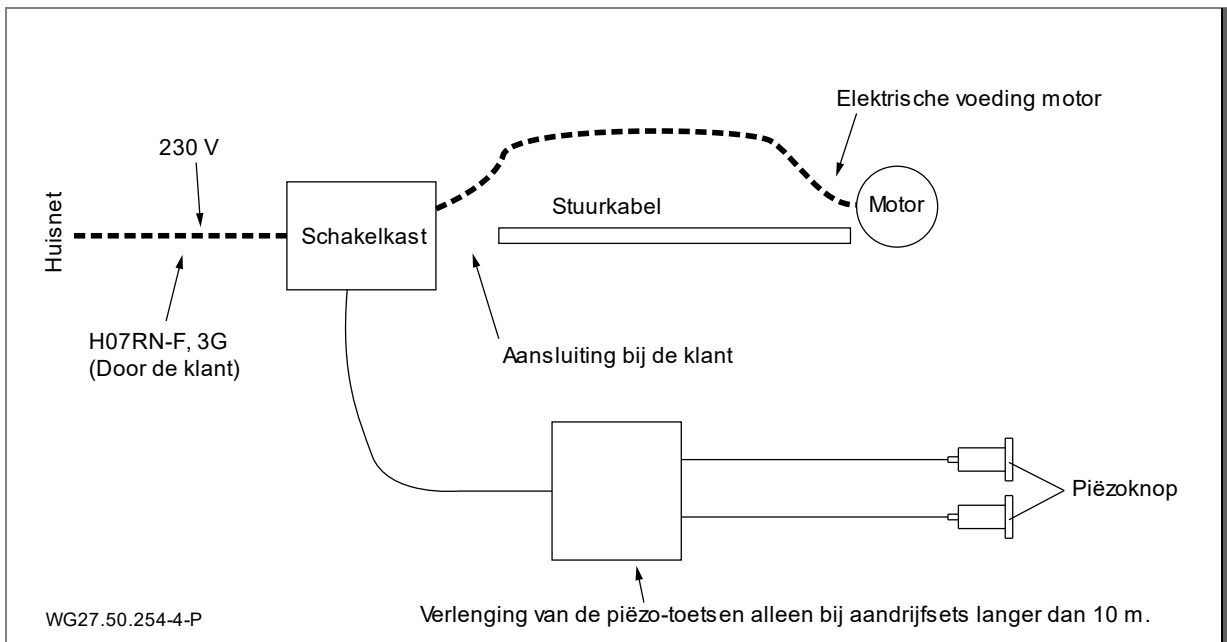 Elektrische voeding motor
230 V
Huisnet
Schakelkast
Stuurkabel
Motor
H07RN-F, 3G
(Door de klant)
Aansluiting bij de klant
Piëzoknop
WG27.50.254-4-P
Verlenging van de piëzo-toetsen alleen bij aandrijfsets langer dan 10 m.